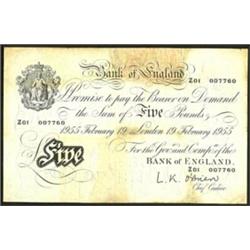 Bank of England
Z01 007760
I Promise to pay the Bearer on Demand
the Sum of Five Pounds
1955 February 19 London 19 February 1955
For the Govr. and Compa. of the
Five
BANK OF ENGLAND.
Z01 007760
L. K. O'Brien
Chief Cashier